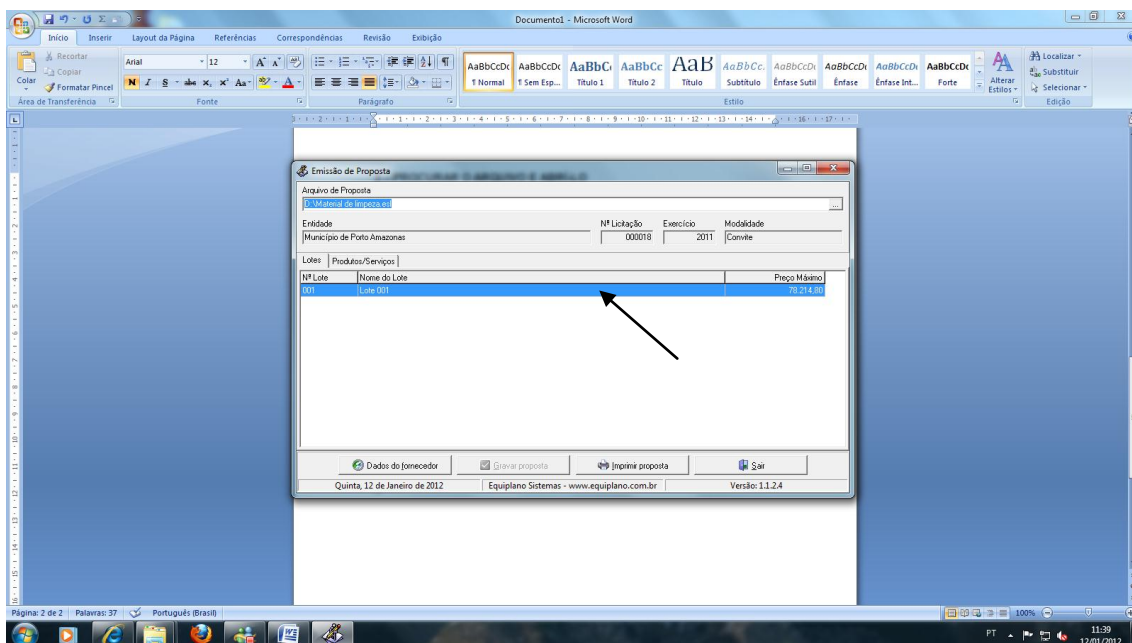 Documento1 - Microsoft Word
Início Inserir Layout da Página Referências Correspondências Revisão Exibição
Colar
Recortar
Copiar
Formatar Pincel
Arial 12
AaBbCcDc AaBbCcDc AaBbC AaBbCc AaB AaBbCc. AaBbCcDt AaBbCcDt AaBbCcDt AaBbCcDc
¶ Normal ¶ Sem Esp... Título 1 Título 2 Título Subtítulo Ênfase Sutil Ênfase Ênfase Int... Forte
Alterar Estilos
Localizar
Substituir
Selecionar
Área de Transferência Fonte Parágrafo Estilo Edição
Emissão de Proposta
Arquivo de Proposta
D:\Material de limpeza.esl
...
Entidade Nº Licitação Exercício Modalidade
Município de Porto Amazonas 000018 2011 Convite
Lotes Produtos/Serviços
Nº Lote Nome do Lote Preço Máximo
001 Lote 001 78.214,80
Dados do fornecedor Gravar proposta Imprimir proposta Sair
Quinta, 12 de Janeiro de 2012 Equiplano Sistemas - www.equiplano.com.br Versão: 1.1.2.4
Página: 2 de 2 Palavras: 37 Português (Brasil) 100%
PT 11:39
12/01/2012